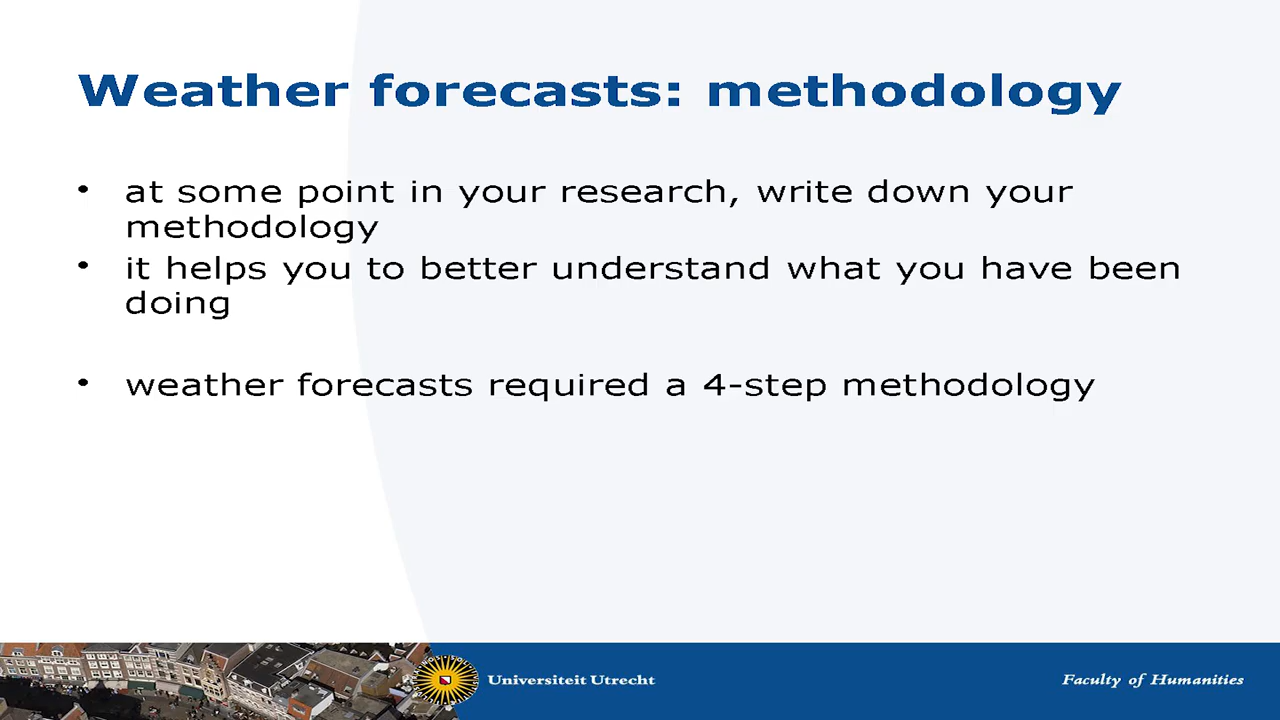 Weather forecasts: methodology
• at some point in your research, write down your
methodology
• it helps you to better understand what you have been
doing
• weather forecasts required a 4-step methodology
Universiteit Utrecht
Faculty of Humanities